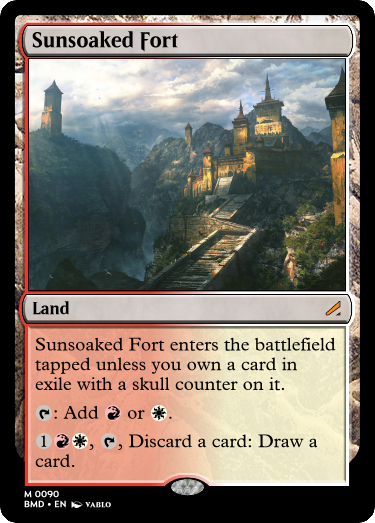 Sunsoaked Fort
Land
Sunsoaked Fort enters the battlefield
tapped unless you own a card in
exile with a skull counter on it.
: Add or .
1 , , Discard a card: Draw a
card.
M 0090
BMD • EN VABLO